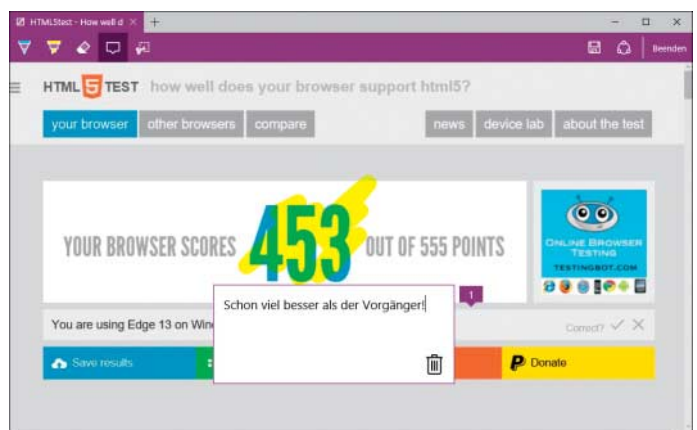 HTML5test - How well d
Beenden
HTML 5 TEST how well does your browser support html5?
your browser other browsers compare news device lab about the test
YOUR BROWSER SCORES 453 OUT OF 555 POINTS
ONLINE BROWSER
TESTING
TESTINGBOT.COM
1
Schon viel besser als der Vorgänger!
You are using Edge 13 on Win
Correct?
Save results
Donate